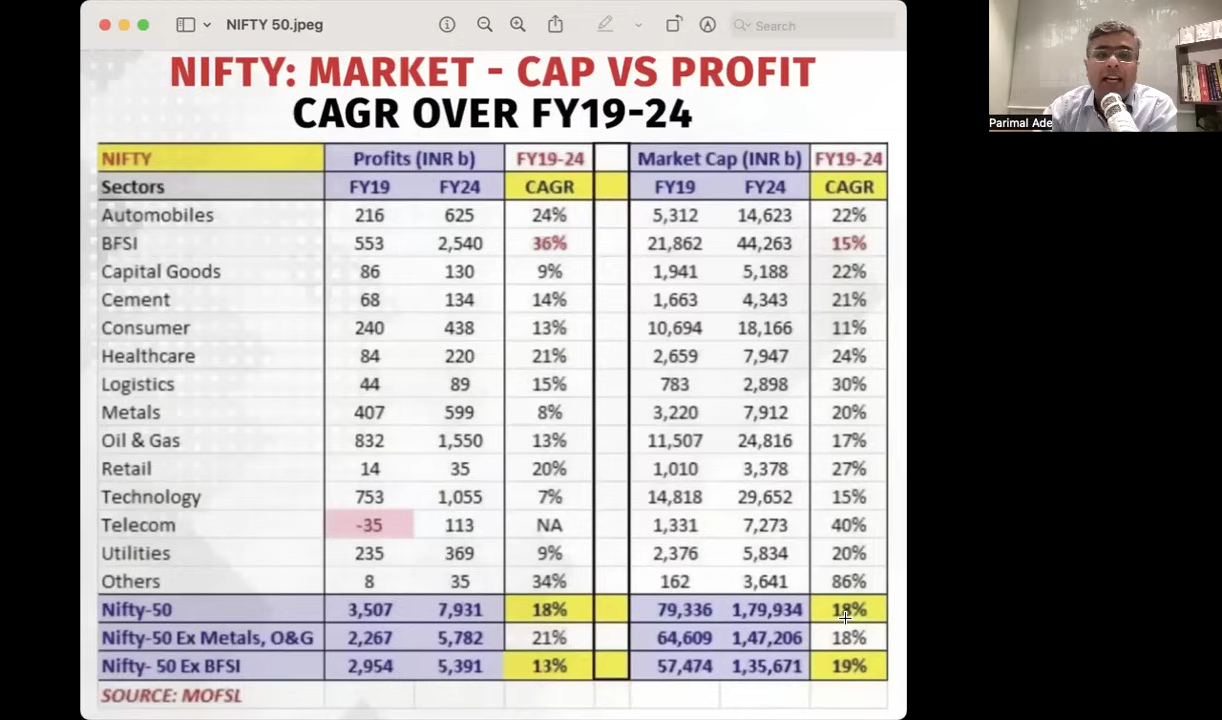 NIFTY 50.jpeg
Search
NIFTY: MARKET - CAP VS PROFIT
CAGR OVER FY19-24
NIFTY Profits (INR b) FY19-24 Market Cap (INR b) FY19-24
Sectors FY19 FY24 CAGR FY19 FY24 CAGR
Automobiles 216 625 24% 5,312 14,623 22%
BFSI 553 2,540 36% 21,862 44,263 15%
Capital Goods 86 130 9% 1,941 5,188 22%
Cement 68 134 14% 1,663 4,343 21%
Consumer 240 438 13% 10,694 18,166 11%
Healthcare 84 220 21% 2,659 7,947 24%
Logistics 44 89 15% 783 2,898 30%
Metals 407 599 8% 3,220 7,912 20%
Oil & Gas 832 1,550 13% 11,507 24,816 17%
Retail 14 35 20% 1,010 3,378 27%
Technology 753 1,055 7% 14,818 29,652 15%
Telecom -35 113 NA 1,331 7,273 40%
Utilities 235 369 9% 2,376 5,834 20%
Others 8 35 34% 162 3,641 86%
Nifty-50 3,507 7,931 18% 79,336 1,79,934 18%
Nifty-50 Ex Metals, O&G 2,267 5,782 21% 64,609 1,47,206 18%
Nifty- 50 Ex BFSI 2,954 5,391 13% 57,474 1,35,671 19%
SOURCE: MOFSL
Parimal Ade